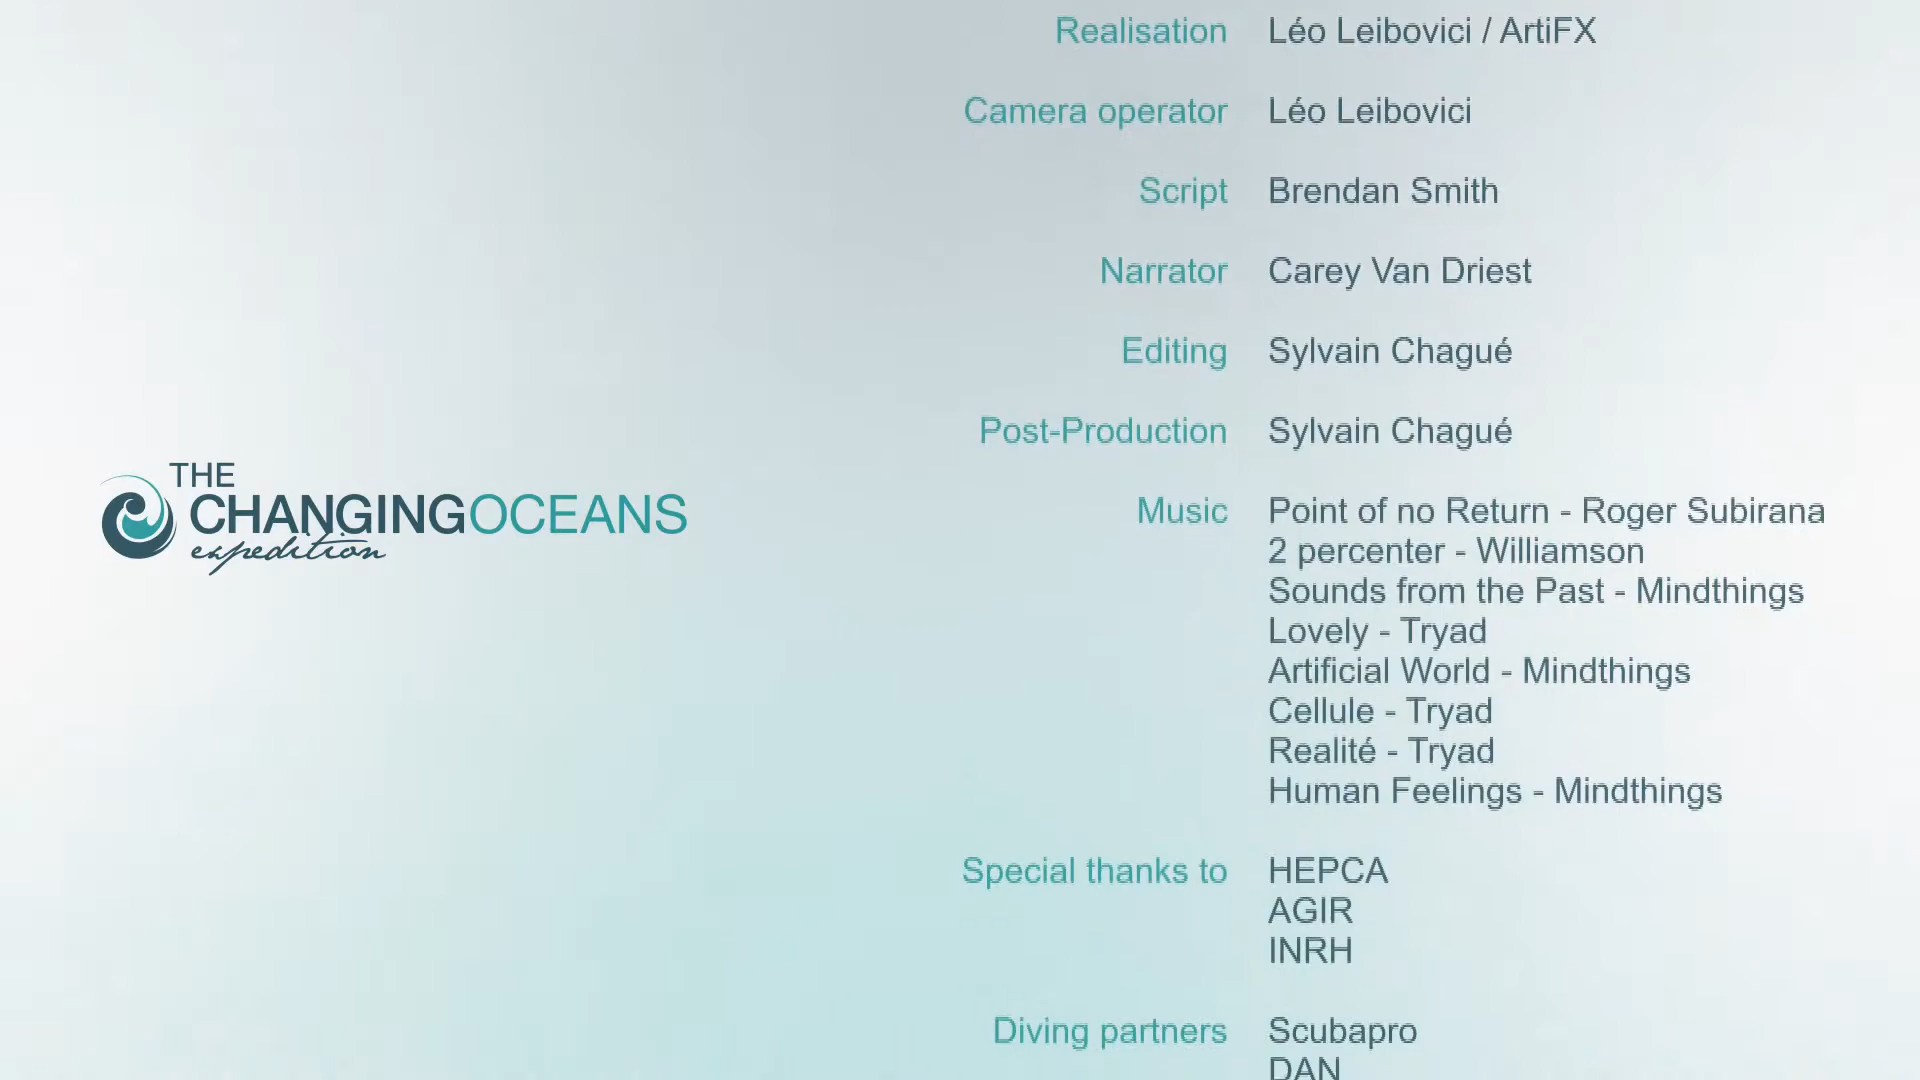 THE
CHANGINGOCEANS
expedition
Realisation Léo Leibovici / ArtiFX
Camera operator Léo Leibovici
Script Brendan Smith
Narrator Carey Van Driest
Editing Sylvain Chagué
Post-Production Sylvain Chagué
Music Point of no Return - Roger Subirana
2 percenter - Williamson
Sounds from the Past - Mindthings
Lovely - Tryad
Artificial World - Mindthings
Cellule - Tryad
Realité - Tryad
Human Feelings - Mindthings
Special thanks to HEPCA
AGIR
INRH
Diving partners Scubapro
DAN